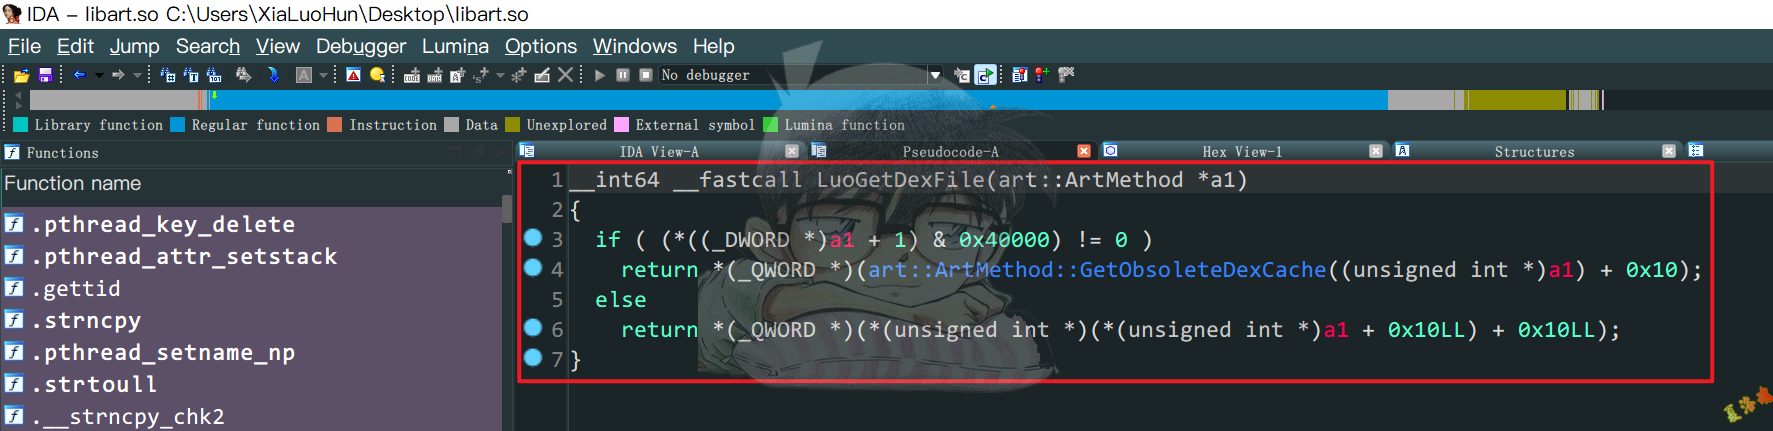 IDA - libart.so C:\Users\XiaLuoHun\Desktop\libart.so
File Edit Jump Search View Debugger Lumina Options Windows Help
No debugger
Library function Regular function Instruction Data Unexplored External symbol Lumina function
Functions
IDA View-A Pseudocode-A Hex View-1 Structures
Function name
.pthread_key_delete
.pthread_attr_setstack
.gettid
.strncpy
.pthread_setname_np
.strtoull
.__strncpy_chk2
1 __int64 __fastcall LuoGetDexFile(art::ArtMethod *a1)
2 {
3 if ( (*((_DWORD *)a1 + 1) & 0x40000) != 0 )
4 return *(_QWORD *)(art::ArtMethod::GetObsoleteDexCache((unsigned int *)a1) + 0x10);
5 else
6 return *(_QWORD *)(*(unsigned int *)(*(unsigned int *)a1 + 0x10LL) + 0x10LL);
7 }